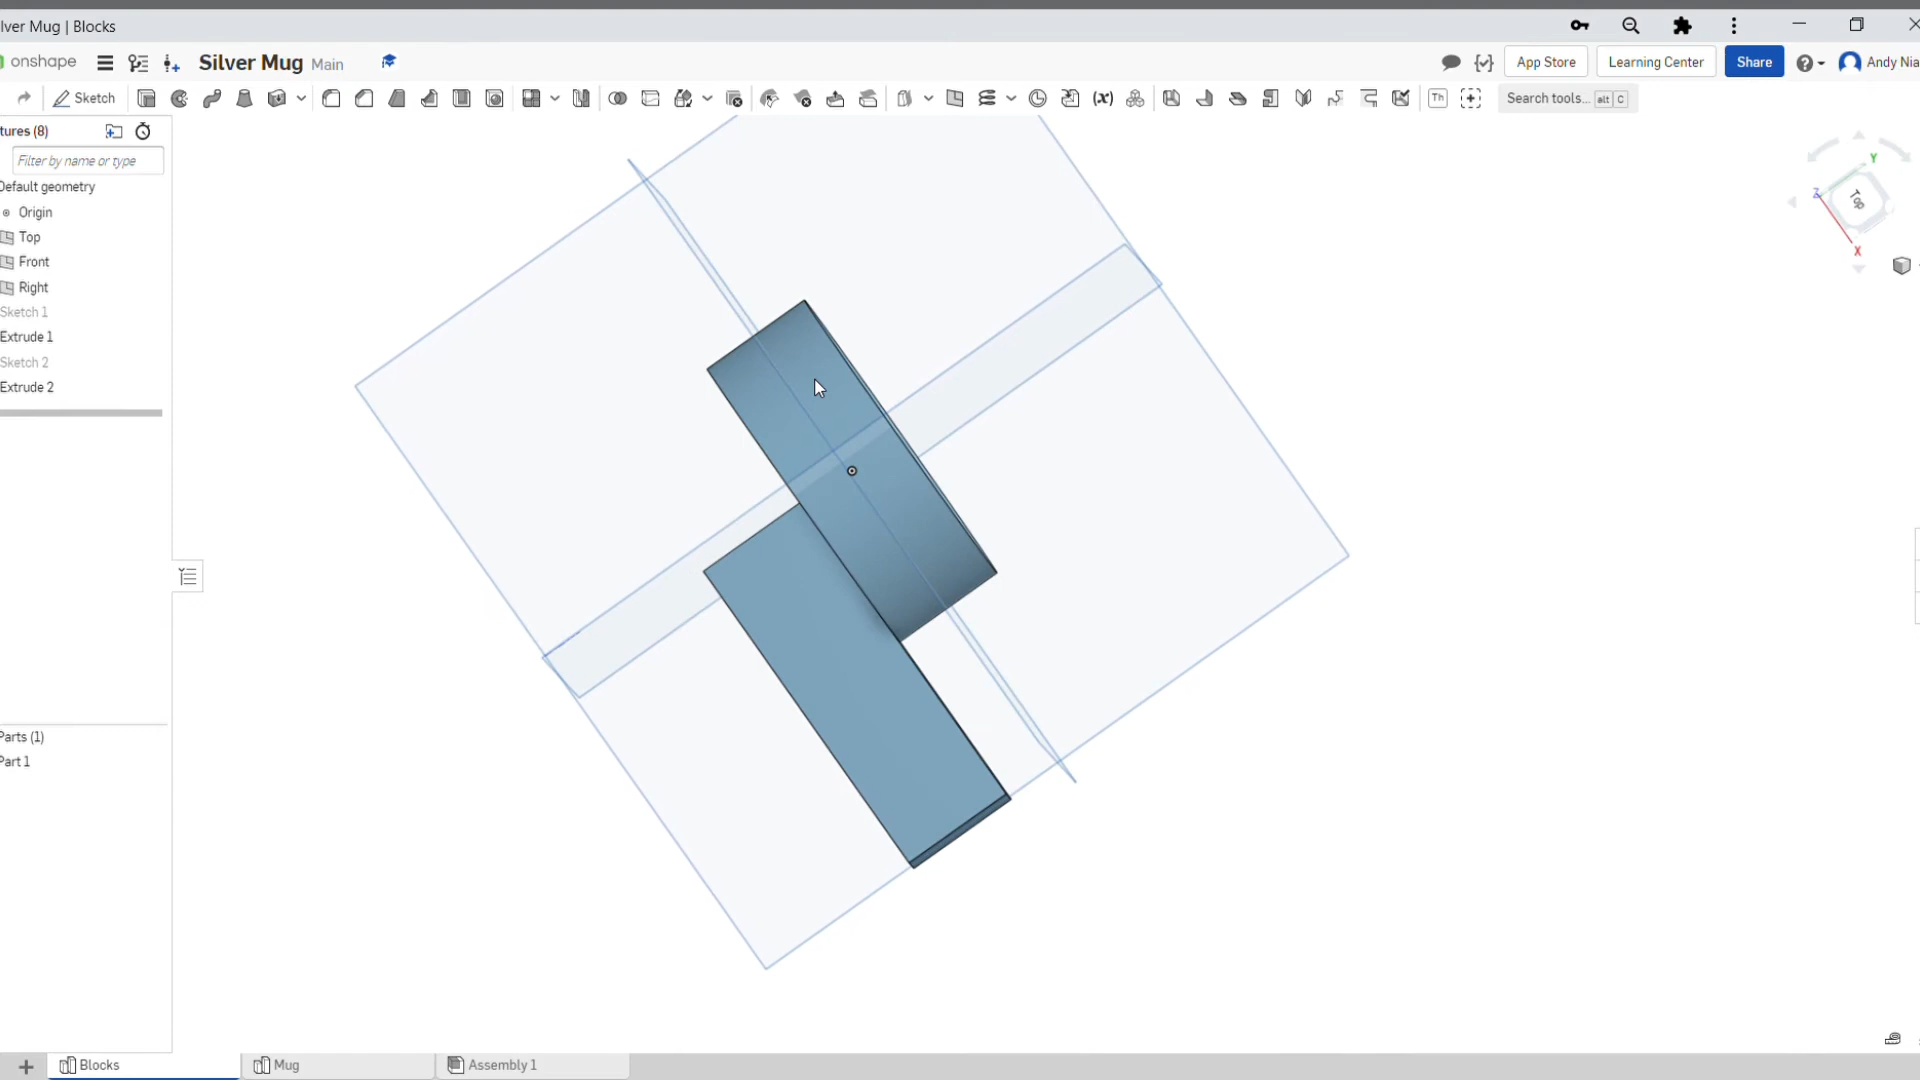 lver Mug | Blocks
onshape
Silver Mug Main
App Store
Learning Center
Share
Andy Nia
Sketch
(x)
Th
Search tools... alt C
tures (8)
Filter by name or type
Default geometry
Origin
Top
Front
Right
Sketch 1
Extrude 1
Sketch 2
Extrude 2
Parts (1)
Part 1
Y
Z
Top
X
Blocks
Mug
Assembly 1